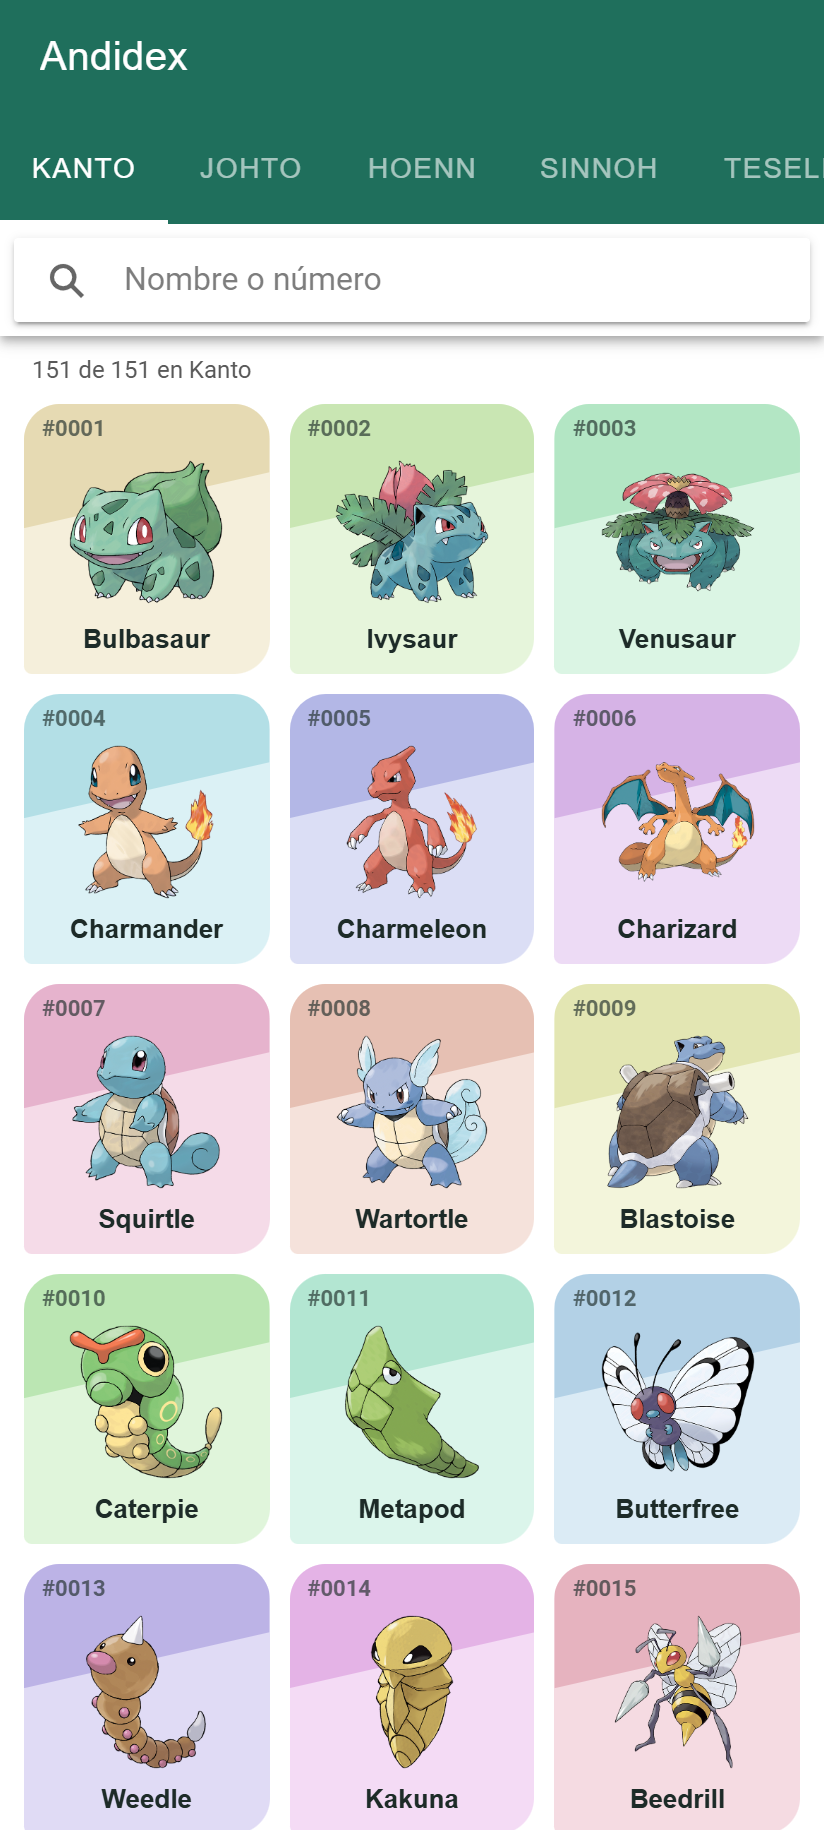 Andidex
KANTO JOHTO HOENN SINNOH TESEL
Nombre o número
151 de 151 en Kanto
#0001 #0002 #0003
Bulbasaur Ivysaur Venusaur
#0004 #0005 #0006
Charmander Charmeleon Charizard
#0007 #0008 #0009
Squirtle Wartortle Blastoise
#0010 #0011 #0012
Caterpie Metapod Butterfree
#0013 #0014 #0015
Weedle Kakuna Beedrill